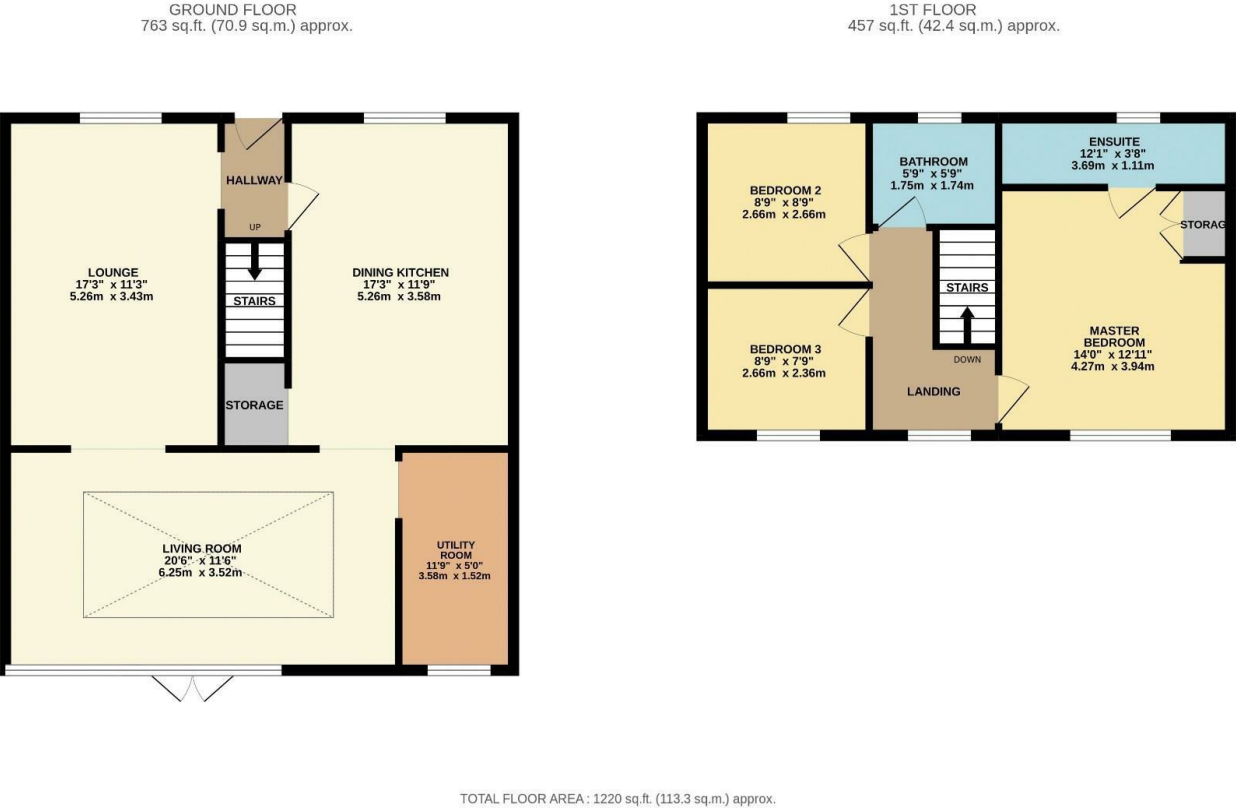 GROUND FLOOR
763 sq.ft. (70.9 sq.m.) approx.
1ST FLOOR
457 sq.ft. (42.4 sq.m.) approx.
HALLWAY
UP
LOUNGE
17'3" x 11'3"
5.26m x 3.43m
STAIRS
DINING KITCHEN
17'3" x 11'9"
5.26m x 3.58m
STORAGE
LIVING ROOM
20'6" x 11'6"
6.25m x 3.52m
UTILITY
ROOM
11'9" x 5'0"
3.58m x 1.52m
BEDROOM 2
8'9" x 8'9"
2.66m x 2.66m
BATHROOM
5'9" x 5'9"
1.75m x 1.74m
ENSUITE
12'1" x 3'8"
3.69m x 1.11m
STORAG
STAIRS
BEDROOM 3
8'9" x 7'9"
2.66m x 2.36m
DOWN
LANDING
MASTER
BEDROOM
14'0" x 12'11"
4.27m x 3.94m
TOTAL FLOOR AREA : 1220 sq.ft. (113.3 sq.m.) approx.